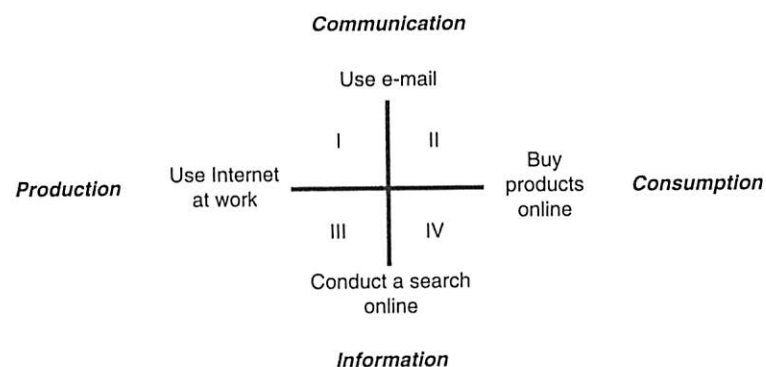 Communication
Use e-mail
I
II
Production
Use Internet
at work
Buy
products
online
Consumption
III
IV
Conduct a search
online
Information